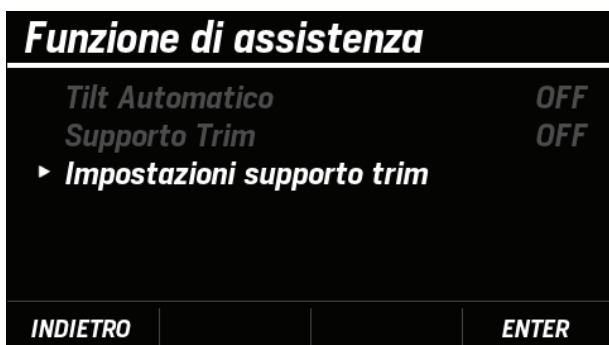 Funzione di assistenza
Tilt Automatico OFF
Supporto Trim OFF
Impostazioni supporto trim
INDIETRO ENTER